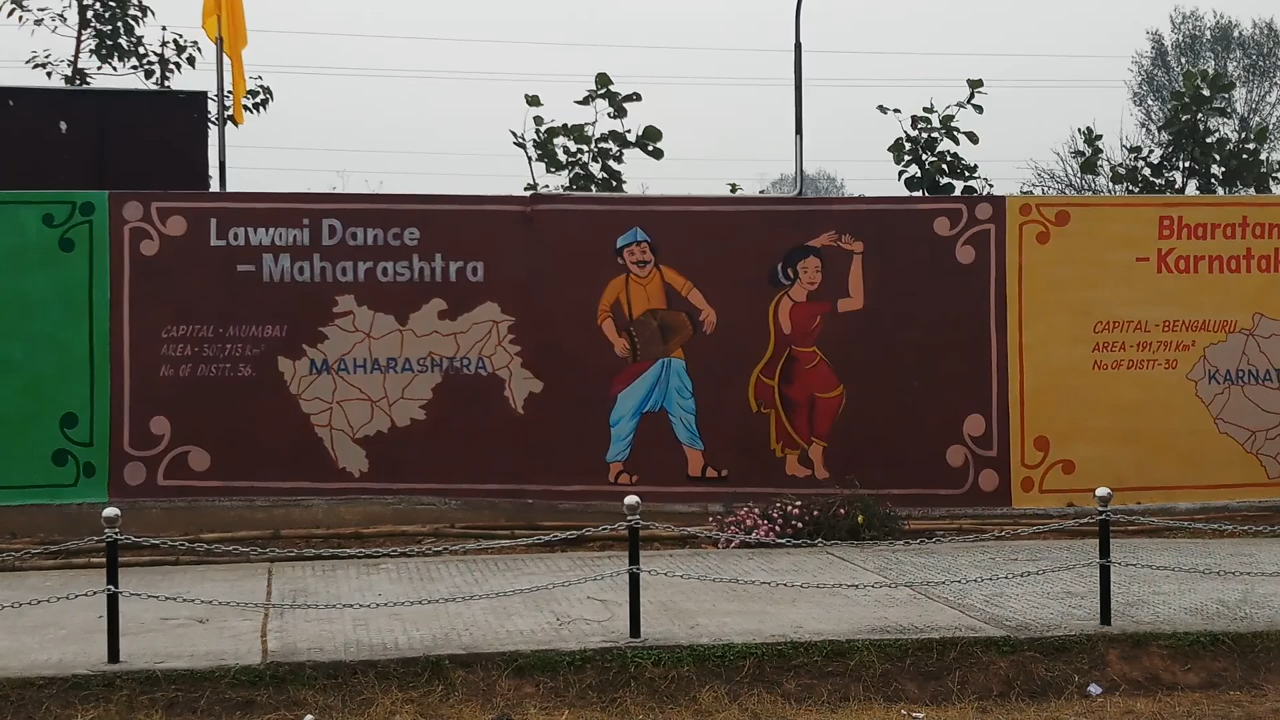 Lawani Dance
- Maharashtra
CAPITAL - MUMBAI
AREA - 307,713 Km²
No OF DISTT. 36.
MAHARASHTRA
Bharatan
- Karnatak
CAPITAL - BENGALURU
AREA - 191,791 Km²
No OF DISTT-30
KARNAT